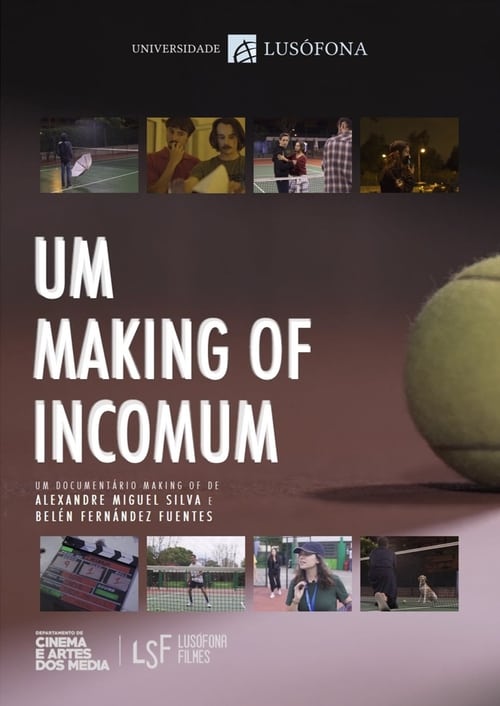 UNIVERSIDADE LUSÓFONA
UM
MAKING OF
INCOMUM
UM DOCUMENTÁRIO MAKING OF DE
ALEXANDRE MIGUEL SILVA E
BELÉN FERNÁNDEZ FUENTES
DEPARTAMENTO DE
CINEMA
E ARTES
DOS MEDIA
LSF LUSÓFONA
FILMES